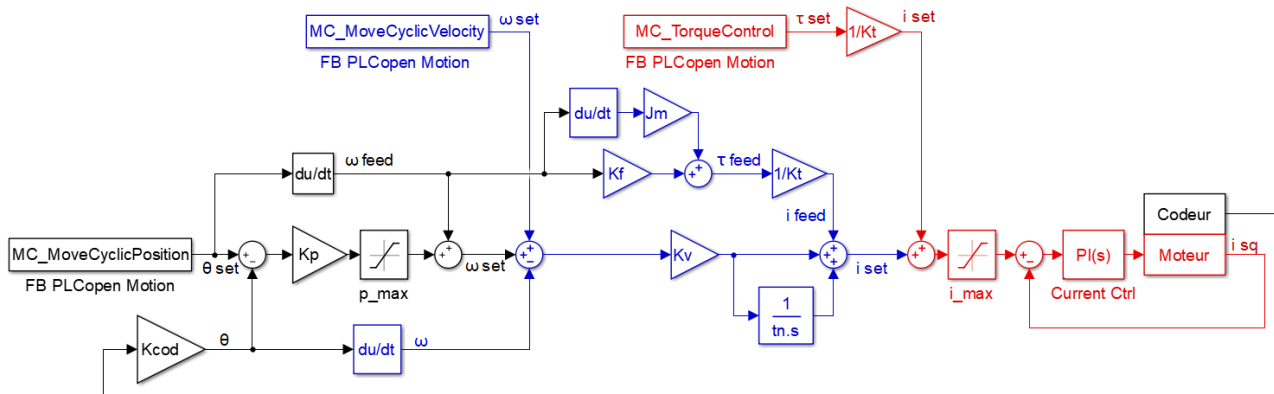 MC_MoveCyclicVelocity
ω set
FB PLCopen Motion
MC_TorqueControl
τ set
1/Kt
i set
FB PLCopen Motion
du/dt
Jm
du/dt
ω feed
Kf
τ feed
1/Kt
i feed
MC_MoveCyclicPosition
θ set
FB PLCopen Motion
Kp
p_max
ω set
Kv
1
tn.s
i set
i_max
PI(s)
Current Ctrl
Codeur
Moteur
i sq
Kcod
θ
du/dt
ω